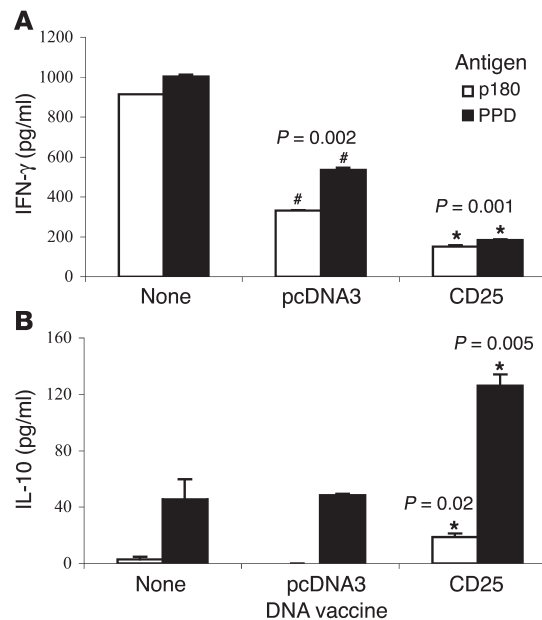 A
1200
1000
800
600
400
200
0
IFN-γ (pg/ml)
Antigen
p180
PPD
P = 0.002
#
#
P = 0.001
*
*
None
pcDNA3
CD25
B
160
120
80
40
0
IL-10 (pg/ml)
P = 0.005
*
P = 0.02
*
None
pcDNA3
CD25
DNA vaccine